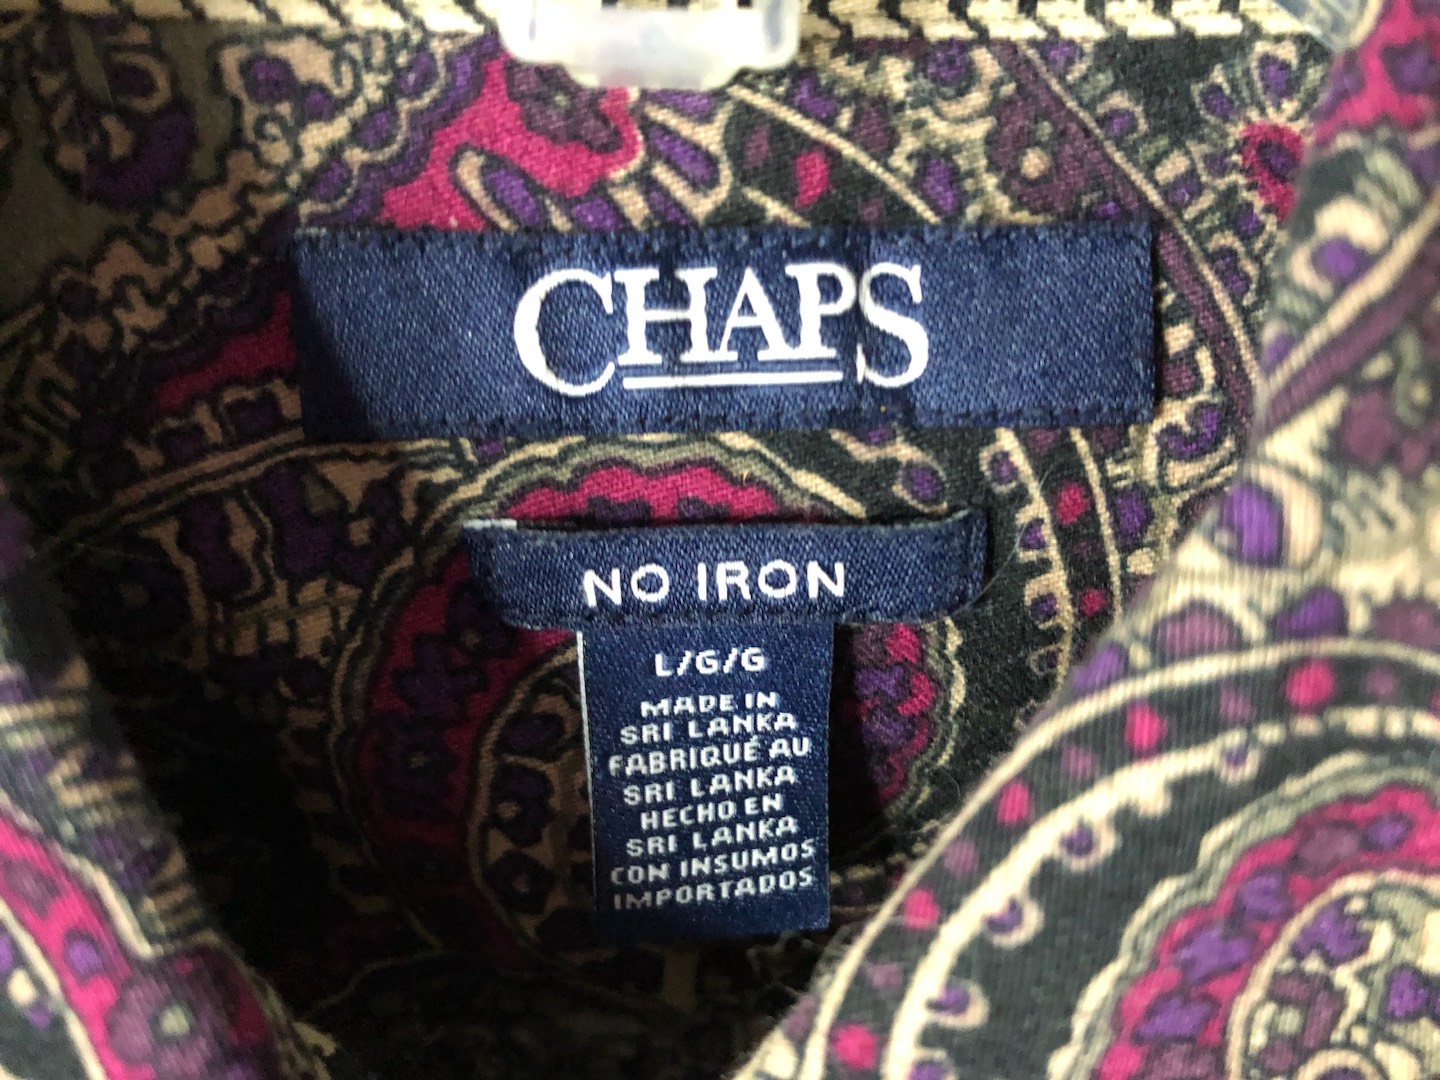 CHAPS
NO IRON
L/G/G
MADE IN
SRI LANKA
FABRIQUÉ AU
SRI LANKA
HECHO EN
SRI LANKA
CON INSUMOS
IMPORTADOS